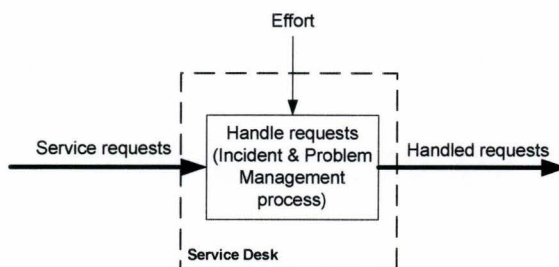 Effort
Service requests
Handle requests
(Incident & Problem
Management
process)
Handled requests
Service Desk